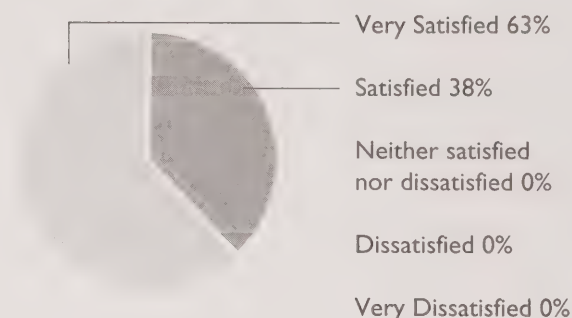 Very Satisfied 63%
Satisfied 38%
Neither satisfied
nor dissatisfied 0%
Dissatisfied 0%
Very Dissatisfied 0%